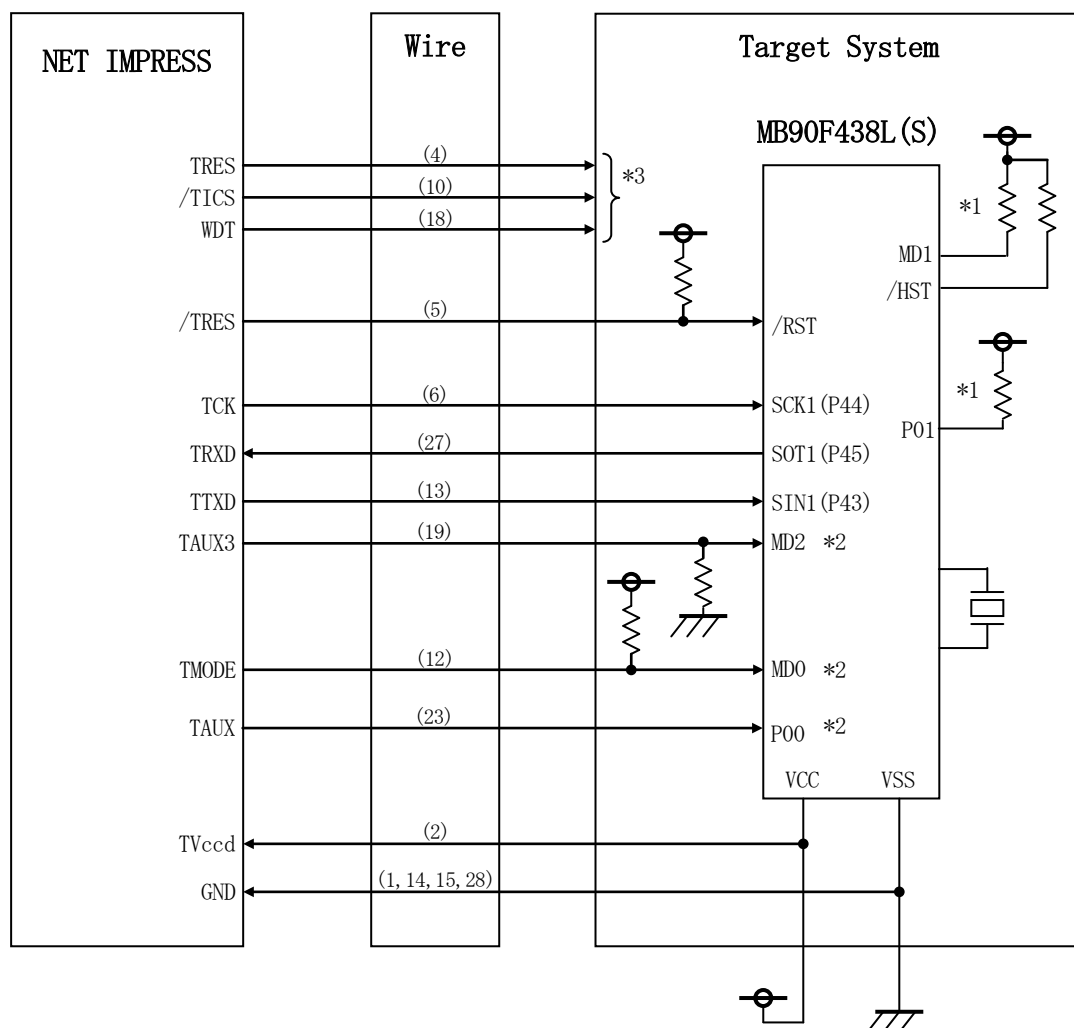 NET IMPRESS
Wire
Target System
MB90F438L(S)
TRES
(4)
/TICS
(10)
*3
WDT
(18)
*1
MD1
/HST
/TRES
(5)
/RST
TCK
(6)
SCK1(P44)
*1
P01
TRXD
(27)
SOT1(P45)
TTXD
(13)
SIN1(P43)
TAUX3
(19)
MD2 *2
TMODE
(12)
MD0 *2
TAUX
(23)
P00 *2
VCC
VSS
TVccd
(2)
GND
(1,14,15,28)